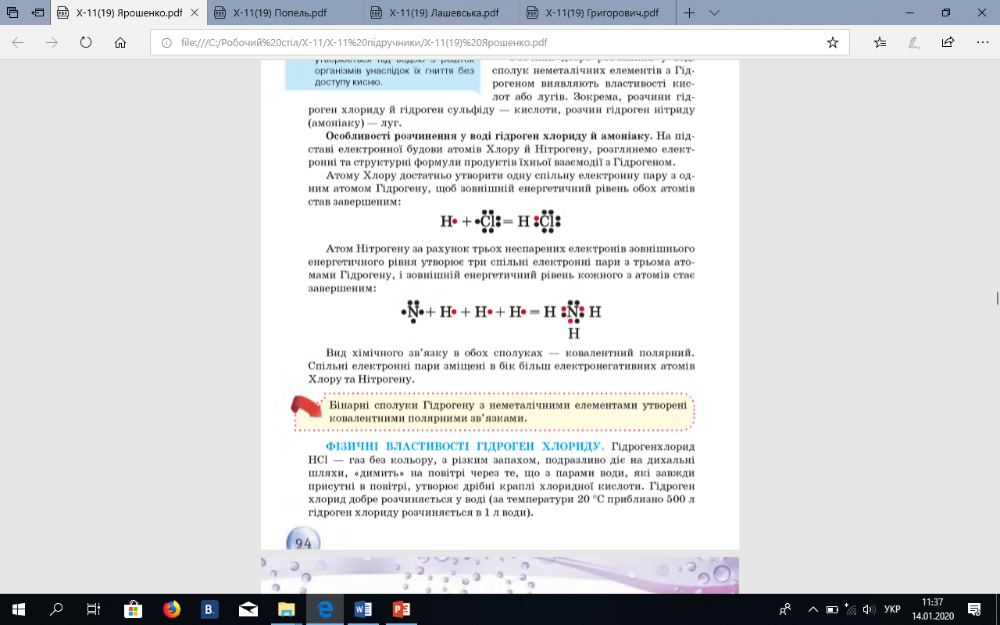 Х-11(19) Ярошенко.pdf
Х-11(19) Попель.pdf
Х-11(19) Лашевська.pdf
Х-11(19) Григорович.pdf
file:///C:/Робочий%20стіл/Х-11/Х-11%20підручники/Х-11(19)%20Ярошенко.pdf
утворюється під водою з решток
організмів унаслідок їх гниття без
доступу кисню.
сполук неметалічних елементів з Гід-
рогеном виявляють властивості кис-
лот або лугів. Зокрема, розчини гід-
роген хлориду й гідроген сульфіду — кислоти, розчин гідроген нітриду
(амоніаку) — луг.
Особливості розчинення у воді гідроген хлориду й амоніаку. На під-
ставі електронної будови атомів Хлору й Нітрогену, розглянемо елект-
ронні та структурні формули продуктів їхньої взаємодії з Гідрогеном.
Атому Хлору достатньо утворити одну спільну електронну пару з од-
ним атомом Гідрогену, щоб зовнішній енергетичний рівень обох атомів
став завершеним:
H + Cl = H Cl
Атом Нітрогену за рахунок трьох неспарених електронів зовнішнього
енергетичного рівня утворює три спільні електронні пари з трьома ато-
мами Гідрогену, і зовнішній енергетичний рівень кожного з атомів стає
завершеним:
N + H + H + H = H N H
H
Вид хімічного зв’язку в обох сполуках — ковалентний полярний.
Спільні електронні пари зміщені в бік більш електронегативних атомів
Хлору та Нітрогену.
Бінарні сполуки Гідрогену з неметалічними елементами утворені
ковалентними полярними зв’язками.
ФІЗИЧНІ ВЛАСТИВОСТІ ГІДРОГЕН ХЛОРИДУ. Гідрогенхлорид
HCl — газ без кольору, з різким запахом, подразливо діє на дихальні
шляхи, «димить» на повітрі через те, що з парами води, які завжди
присутні в повітрі, утворює дрібні краплі хлоридної кислоти. Гідроген
хлорид добре розчиняється у воді (за температури 20 °С приблизно 500 л
гідроген хлориду розчиняється в 1 л води).
94
B.
УКР
11:37
14.01.2020